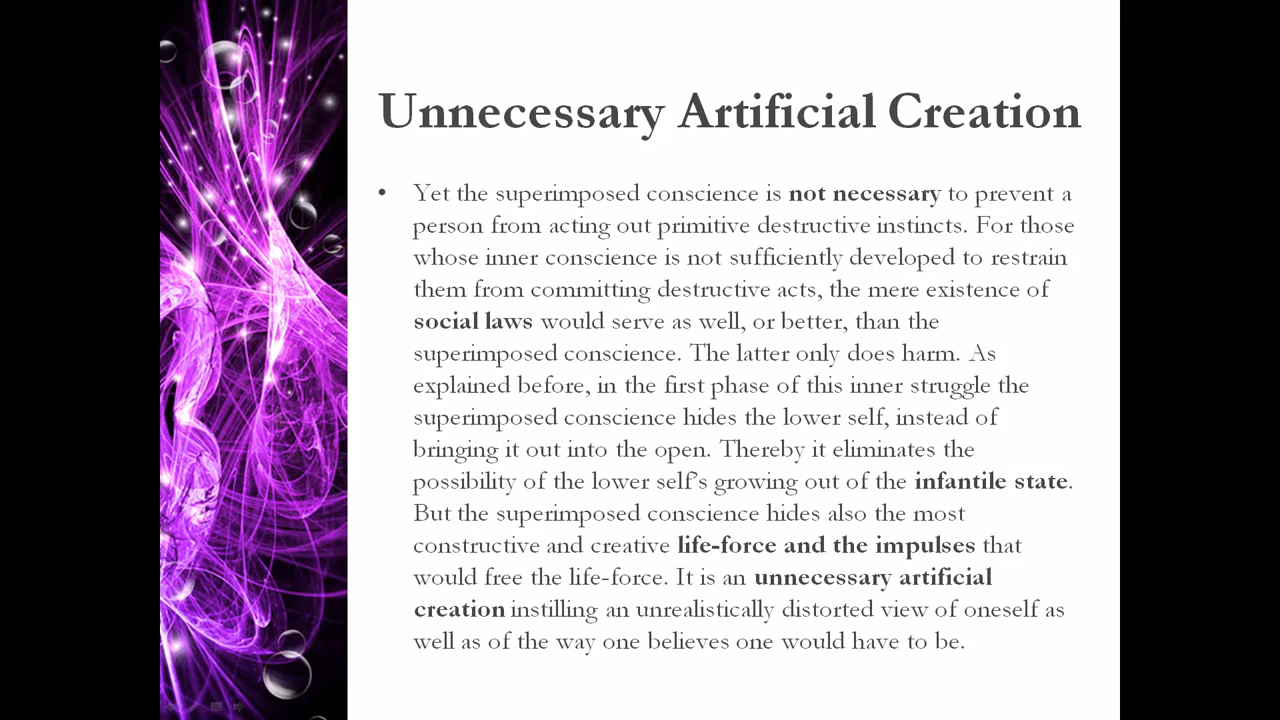 Unnecessary Artificial Creation
• Yet the superimposed conscience is not necessary to prevent a
person from acting out primitive destructive instincts. For those
whose inner conscience is not sufficiently developed to restrain
them from committing destructive acts, the mere existence of
social laws would serve as well, or better, than the
superimposed conscience. The latter only does harm. As
explained before, in the first phase of this inner struggle the
superimposed conscience hides the lower self, instead of
bringing it out into the open. Thereby it eliminates the
possibility of the lower self's growing out of the infantile state.
But the superimposed conscience hides also the most
constructive and creative life-force and the impulses that
would free the life-force. It is an unnecessary artificial
creation instilling an unrealistically distorted view of oneself as
well as of the way one believes one would have to be.